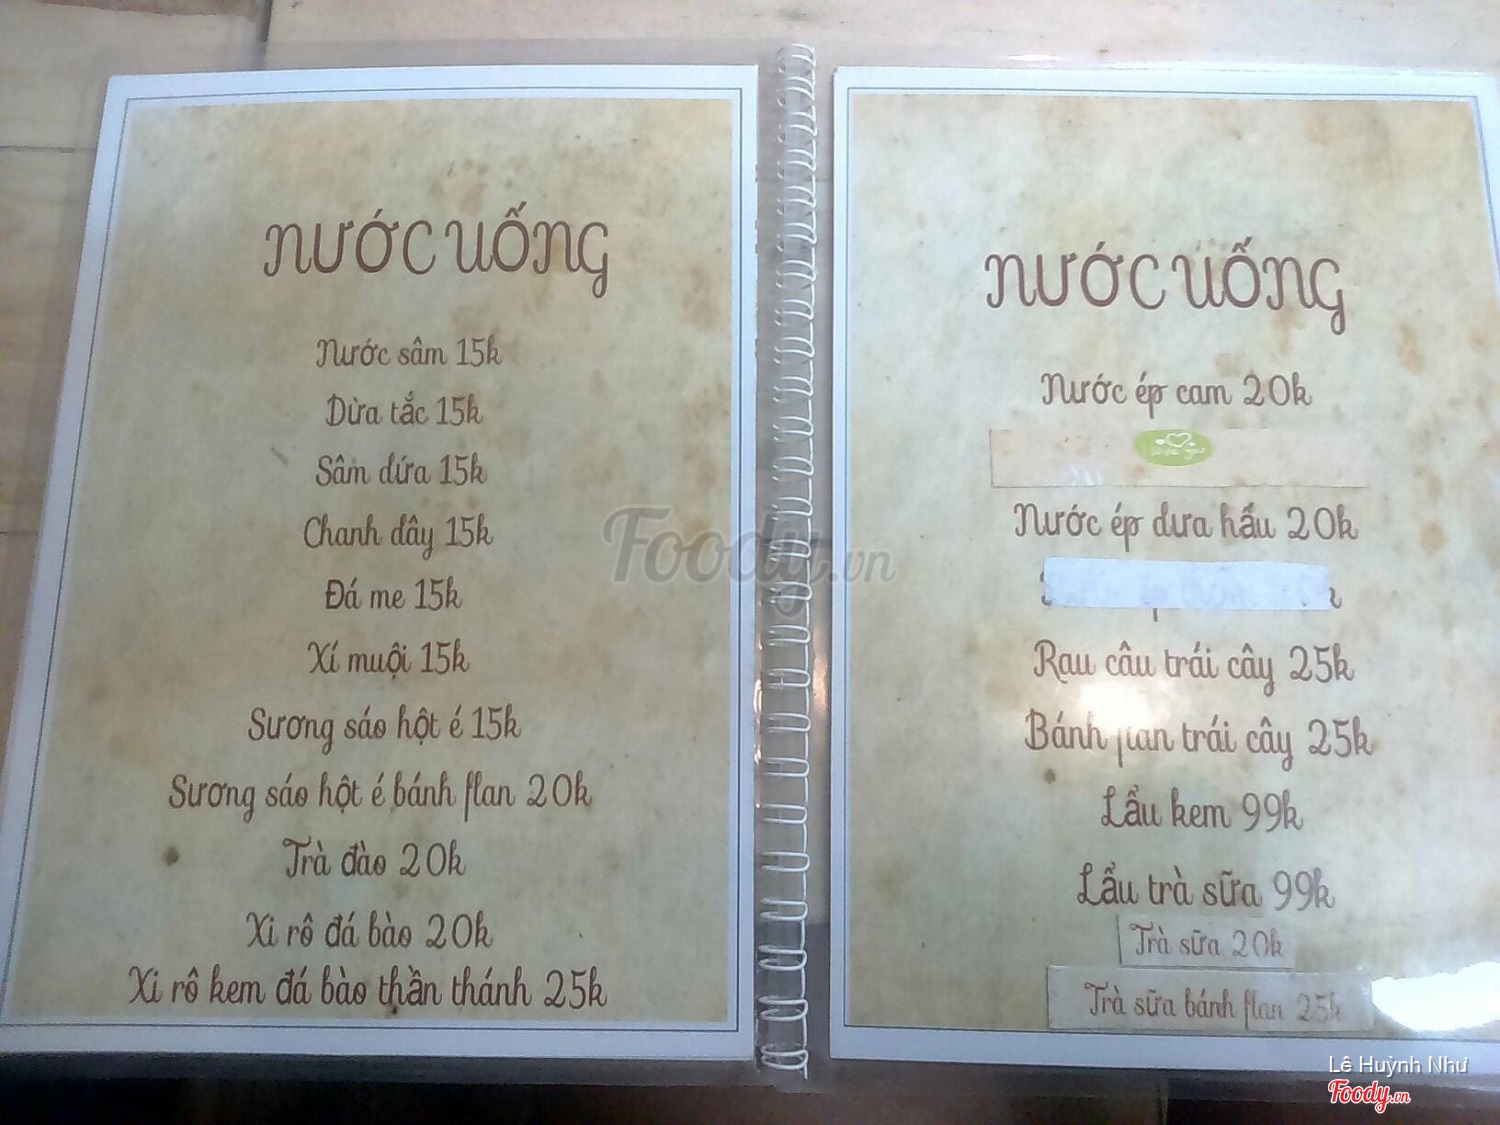 NƯỚC UỐNG
Nước sâm 15k
Dừa tắc 15k
Sâm dứa 15k
Chanh dây 15k
Đá me 15k
Xí muội 15k
Sương sáo hột é 15k
Sương sáo hột é bánh flan 20k
Trà đào 20k
Xi rô đá bào 20k
Xi rô kem đá bào thần thánh 25k
NƯỚC UỐNG
Nước ép cam 20k
Nước ép dưa hấu 20k
Rau câu trái cây 25k
Bánh flan trái cây 25k
Lẩu kem 99k
Lẩu trà sữa 99k
Trà sữa 20k
Trà sữa bánh flan 25k
Foody.vn
Lê Huỳnh Như
Foody.vn